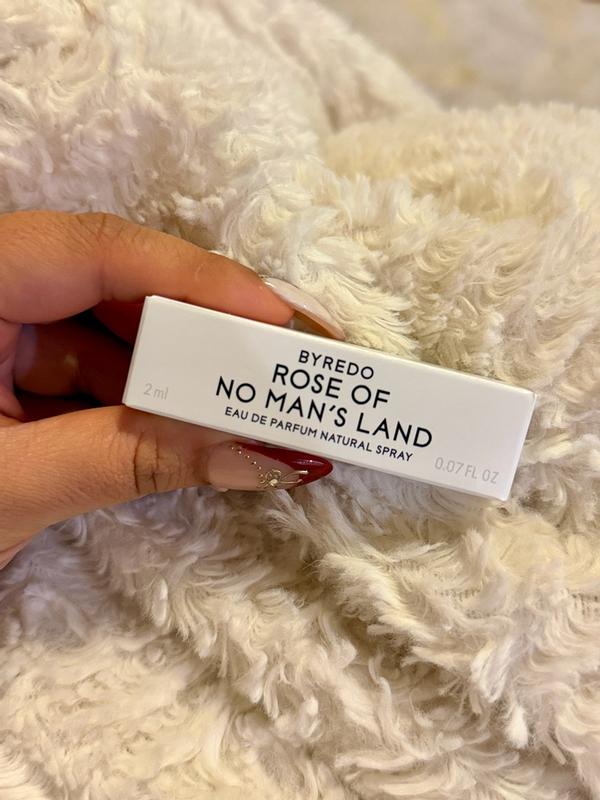 BYREDO
ROSE OF
NO MAN'S LAND
EAU DE PARFUM NATURAL SPRAY
2 ml
0.07 FL OZ